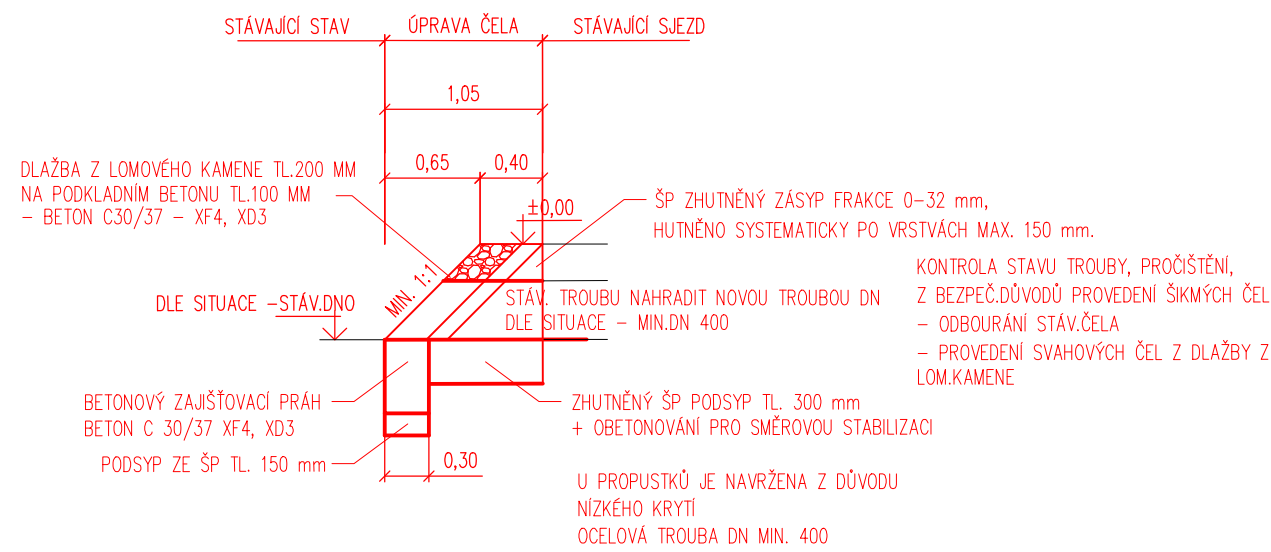 STÁVAJÍCÍ STAV
ÚPRAVA ČELA
STÁVAJÍCÍ SJEZD
1,05
0,65
0,40
DLAŽBA Z LOMOVÉHO KAMENE TL.200 MM
NA PODKLADNÍM BETONU TL.100 MM
– BETON C30/37 – XF4, XD3
±0,00
ŠP ZHUTNĚNÝ ZÁSYP FRAKCE 0–32 mm,
HUTNĚNO SYSTEMATICKY PO VRSTVÁCH MAX. 150 mm.
KONTROLA STAVU TROUBY, PROČIŠTĚNÍ,
Z BEZPEČ.DŮVODŮ PROVEDENÍ ŠIKMÝCH ČEL
– ODBOURÁNÍ STÁV.ČELA
– PROVEDENÍ SVAHOVÝCH ČEL Z DLAŽBY Z
LOM.KAMENE
MIN. 1:1
DLE SITUACE –STÁV.DNO
STÁV. TROUBU NAHRADIT NOVOU TROUBOU DN
DLE SITUACE – MIN.DN 400
BETONOVÝ ZAJIŠŤOVACÍ PRÁH
BETON C 30/37 XF4, XD3
PODSYP ZE ŠP TL. 150 mm
0,30
ZHUTNĚNÝ ŠP PODSYP TL. 300 mm
+ OBETONOVÁNÍ PRO SMĚROVOU STABILIZACI
U PROPUSTKŮ JE NAVRŽENA Z DŮVODU
NÍZKÉHO KRYTÍ
OCELOVÁ TROUBA DN MIN. 400